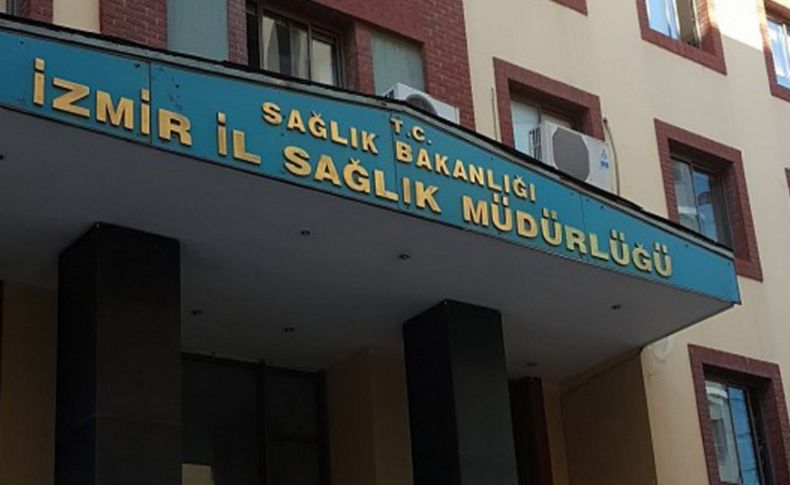 T.C.
SAĞLIK BAKANLIĞI
İZMİR İL SAĞLIK MÜDÜRLÜĞÜ